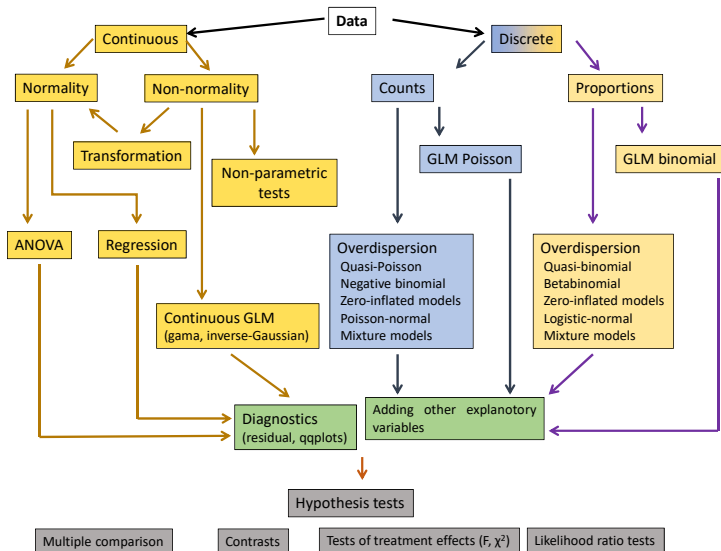 Data
Continuous
Discrete
Normality
Non-normality
Counts
Proportions
Transformation
Non-parametric
tests
GLM Poisson
GLM binomial
ANOVA
Regression
Overdispersion
Quasi-Poisson
Negative binomial
Zero-inflated models
Poisson-normal
Mixture models
Overdispersion
Quasi-binomial
Betabinomial
Zero-inflated models
Logistic-normal
Mixture models
Continuous GLM
(gama, inverse-Gaussian)
Diagnostics
(residual, qqplots)
Adding other explanotory
variables
Hypothesis tests
Multiple comparison
Contrasts
Tests of treatment effects (F, χ²)
Likelihood ratio tests